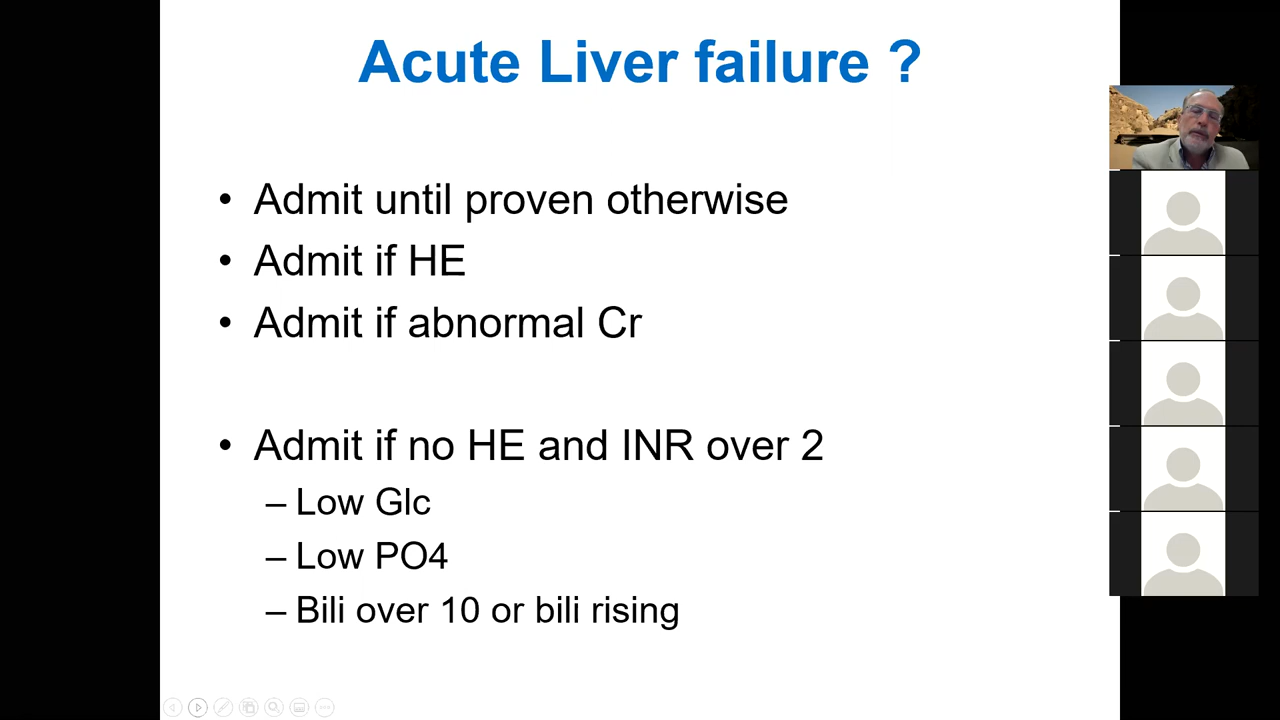 Acute Liver failure ?
• Admit until proven otherwise
• Admit if HE
• Admit if abnormal Cr
• Admit if no HE and INR over 2
– Low Glc
– Low PO4
– Bili over 10 or bili rising